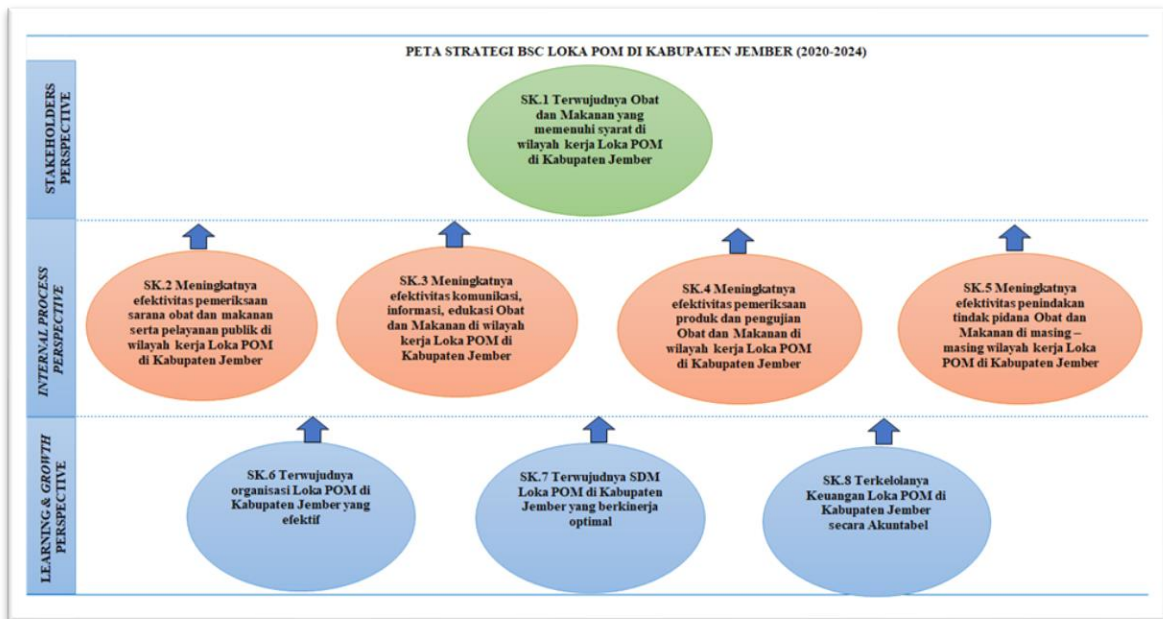 PETA STRATEGI BSC LOKA POM DI KABUPATEN JEMBER (2020-2024)
STAKEHOLDERS
PERSPECTIVE
SK.1 Terwujudnya Obat
dan Makanan yang
memenuhi syarat di
wilayah kerja Loka POM
di Kabupaten Jember
INTERNAL PROCESS
PERSPECTIVE
SK.2 Meningkatnya
efektivitas pemeriksaan
sarana obat dan makanan
serta pelayanan publik di
wilayah kerja Loka POM
di Kabupaten Jember
SK.3 Meningkatnya
efektivitas komunikasi,
informasi, edukasi Obat
dan Makanan di wilayah
kerja Loka POM di
Kabupaten Jember
SK.4 Meningkatnya
efektivitas pemeriksaan
produk dan pengujian
Obat dan Makanan di
wilayah kerja Loka POM
di Kabupaten Jember
SK.5 Meningkatnya
efektivitas penindakan
tindak pidana Obat dan
Makanan di masing –
masing wilayah kerja Loka
POM di Kabupaten Jember
LEARNING & GROWTH
PERSPECTIVE
SK.6 Terwujudnya
organisasi Loka POM di
Kabupaten Jember yang
efektif
SK.7 Terwujudnya SDM
Loka POM di Kabupaten
Jember yang berkinerja
optimal
SK.8 Terkelolanya
Keuangan Loka POM di
Kabupaten Jember
secara Akuntabel